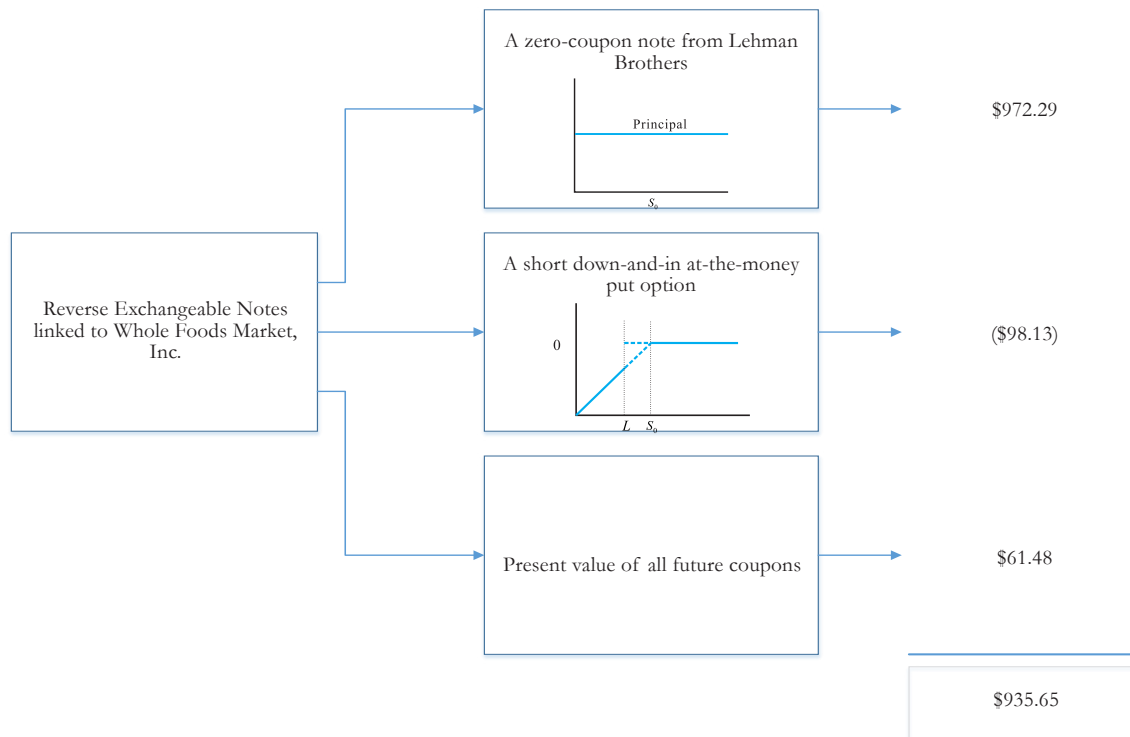 A zero-coupon note from Lehman
Brothers
Principal
S₀
$972.29
Reverse Exchangeable Notes
linked to Whole Foods Market,
Inc.
A short down-and-in at-the-money
put option
0
L S₀
($98.13)
Present value of all future coupons
$61.48
$935.65